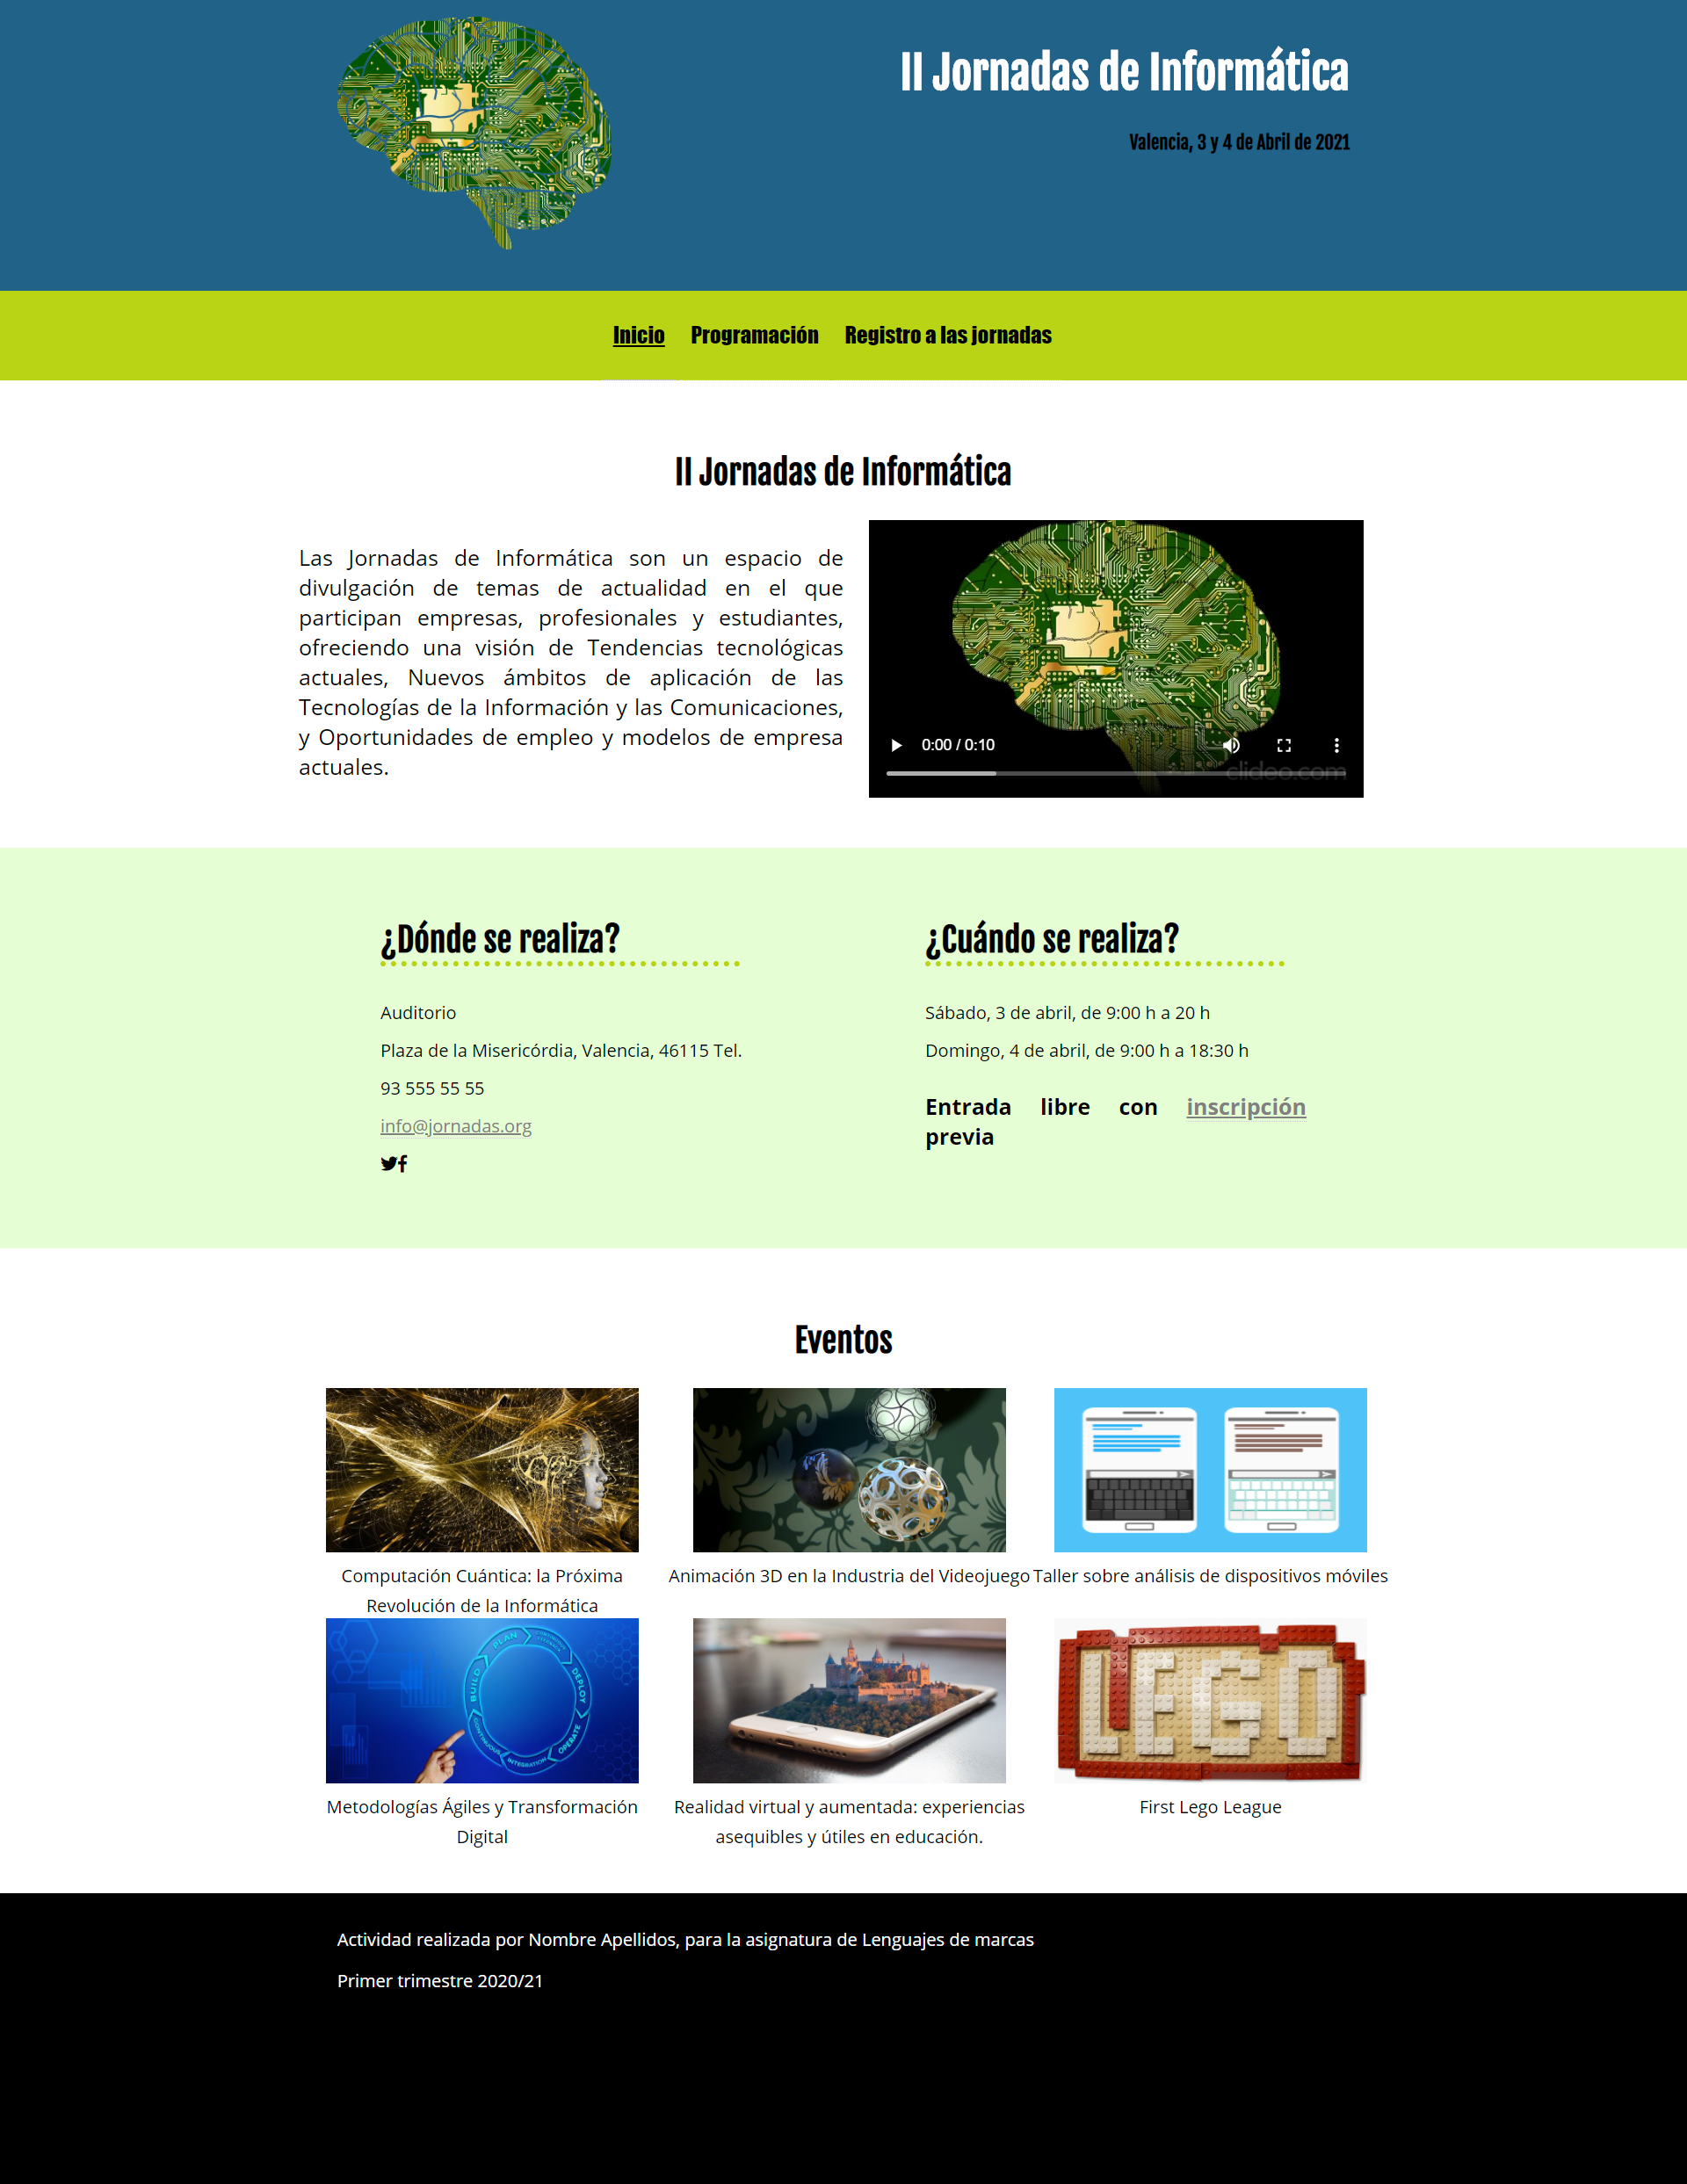 II Jornadas de Informática
Valencia, 3 y 4 de Abril de 2021
Inicio Programación Registro a las jornadas
II Jornadas de Informática
Las Jornadas de Informática son un espacio de
divulgación de temas de actualidad en el que
participan empresas, profesionales y estudiantes,
ofreciendo una visión de Tendencias tecnológicas
actuales, Nuevos ámbitos de aplicación de las
Tecnologías de la Información y las Comunicaciones,
y Oportunidades de empleo y modelos de empresa
actuales.
0:00 / 0:10
clideo.com
¿Dónde se realiza?
Auditorio
Plaza de la Misericórdia, Valencia, 46115 Tel.
93 555 55 55
info@jornadas.org
¿Cuándo se realiza?
Sábado, 3 de abril, de 9:00 h a 20 h
Domingo, 4 de abril, de 9:00 h a 18:30 h
Entrada libre con inscripción
previa
Eventos
Computación Cuántica: la Próxima
Revolución de la Informática
Animación 3D en la Industria del Videojuego
Taller sobre análisis de dispositivos móviles
PLAN
BUILD
DEPLOY
OPERATE
CONTINUOUS
INTEGRATION
Metodologías Ágiles y Transformación
Digital
Realidad virtual y aumentada: experiencias
asequibles y útiles en educación.
LEGO
First Lego League
Actividad realizada por Nombre Apellidos, para la asignatura de Lenguajes de marcas
Primer trimestre 2020/21